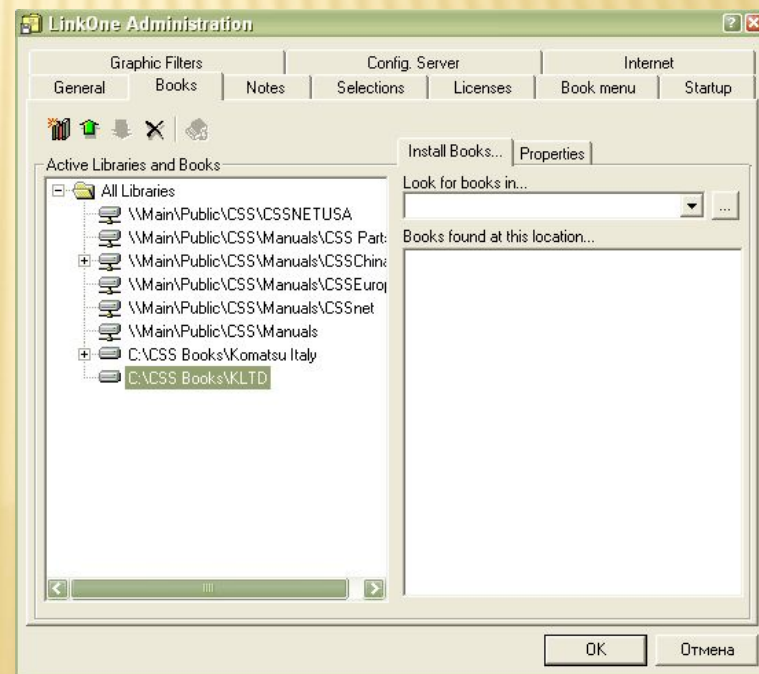 LinkOne Administration
Graphic Filters Config. Server Internet
General Books Notes Selections Licenses Book menu Startup
Install Books... Properties
Active Libraries and Books
Look for books in...
All Libraries
\\Main\Public\CSS\CSSNETUSA
...
\\Main\Public\CSS\Manuals\CSS Part
Books found at this location...
\\Main\Public\CSS\Manuals\CSSChina
\\Main\Public\CSS\Manuals\CSSEurop
\\Main\Public\CSS\Manuals\CSSnet
\\Main\Public\CSS\Manuals
C:\CSS Books\Komatsu Italy
C:\CSS Books\KLTD
OK Отмена